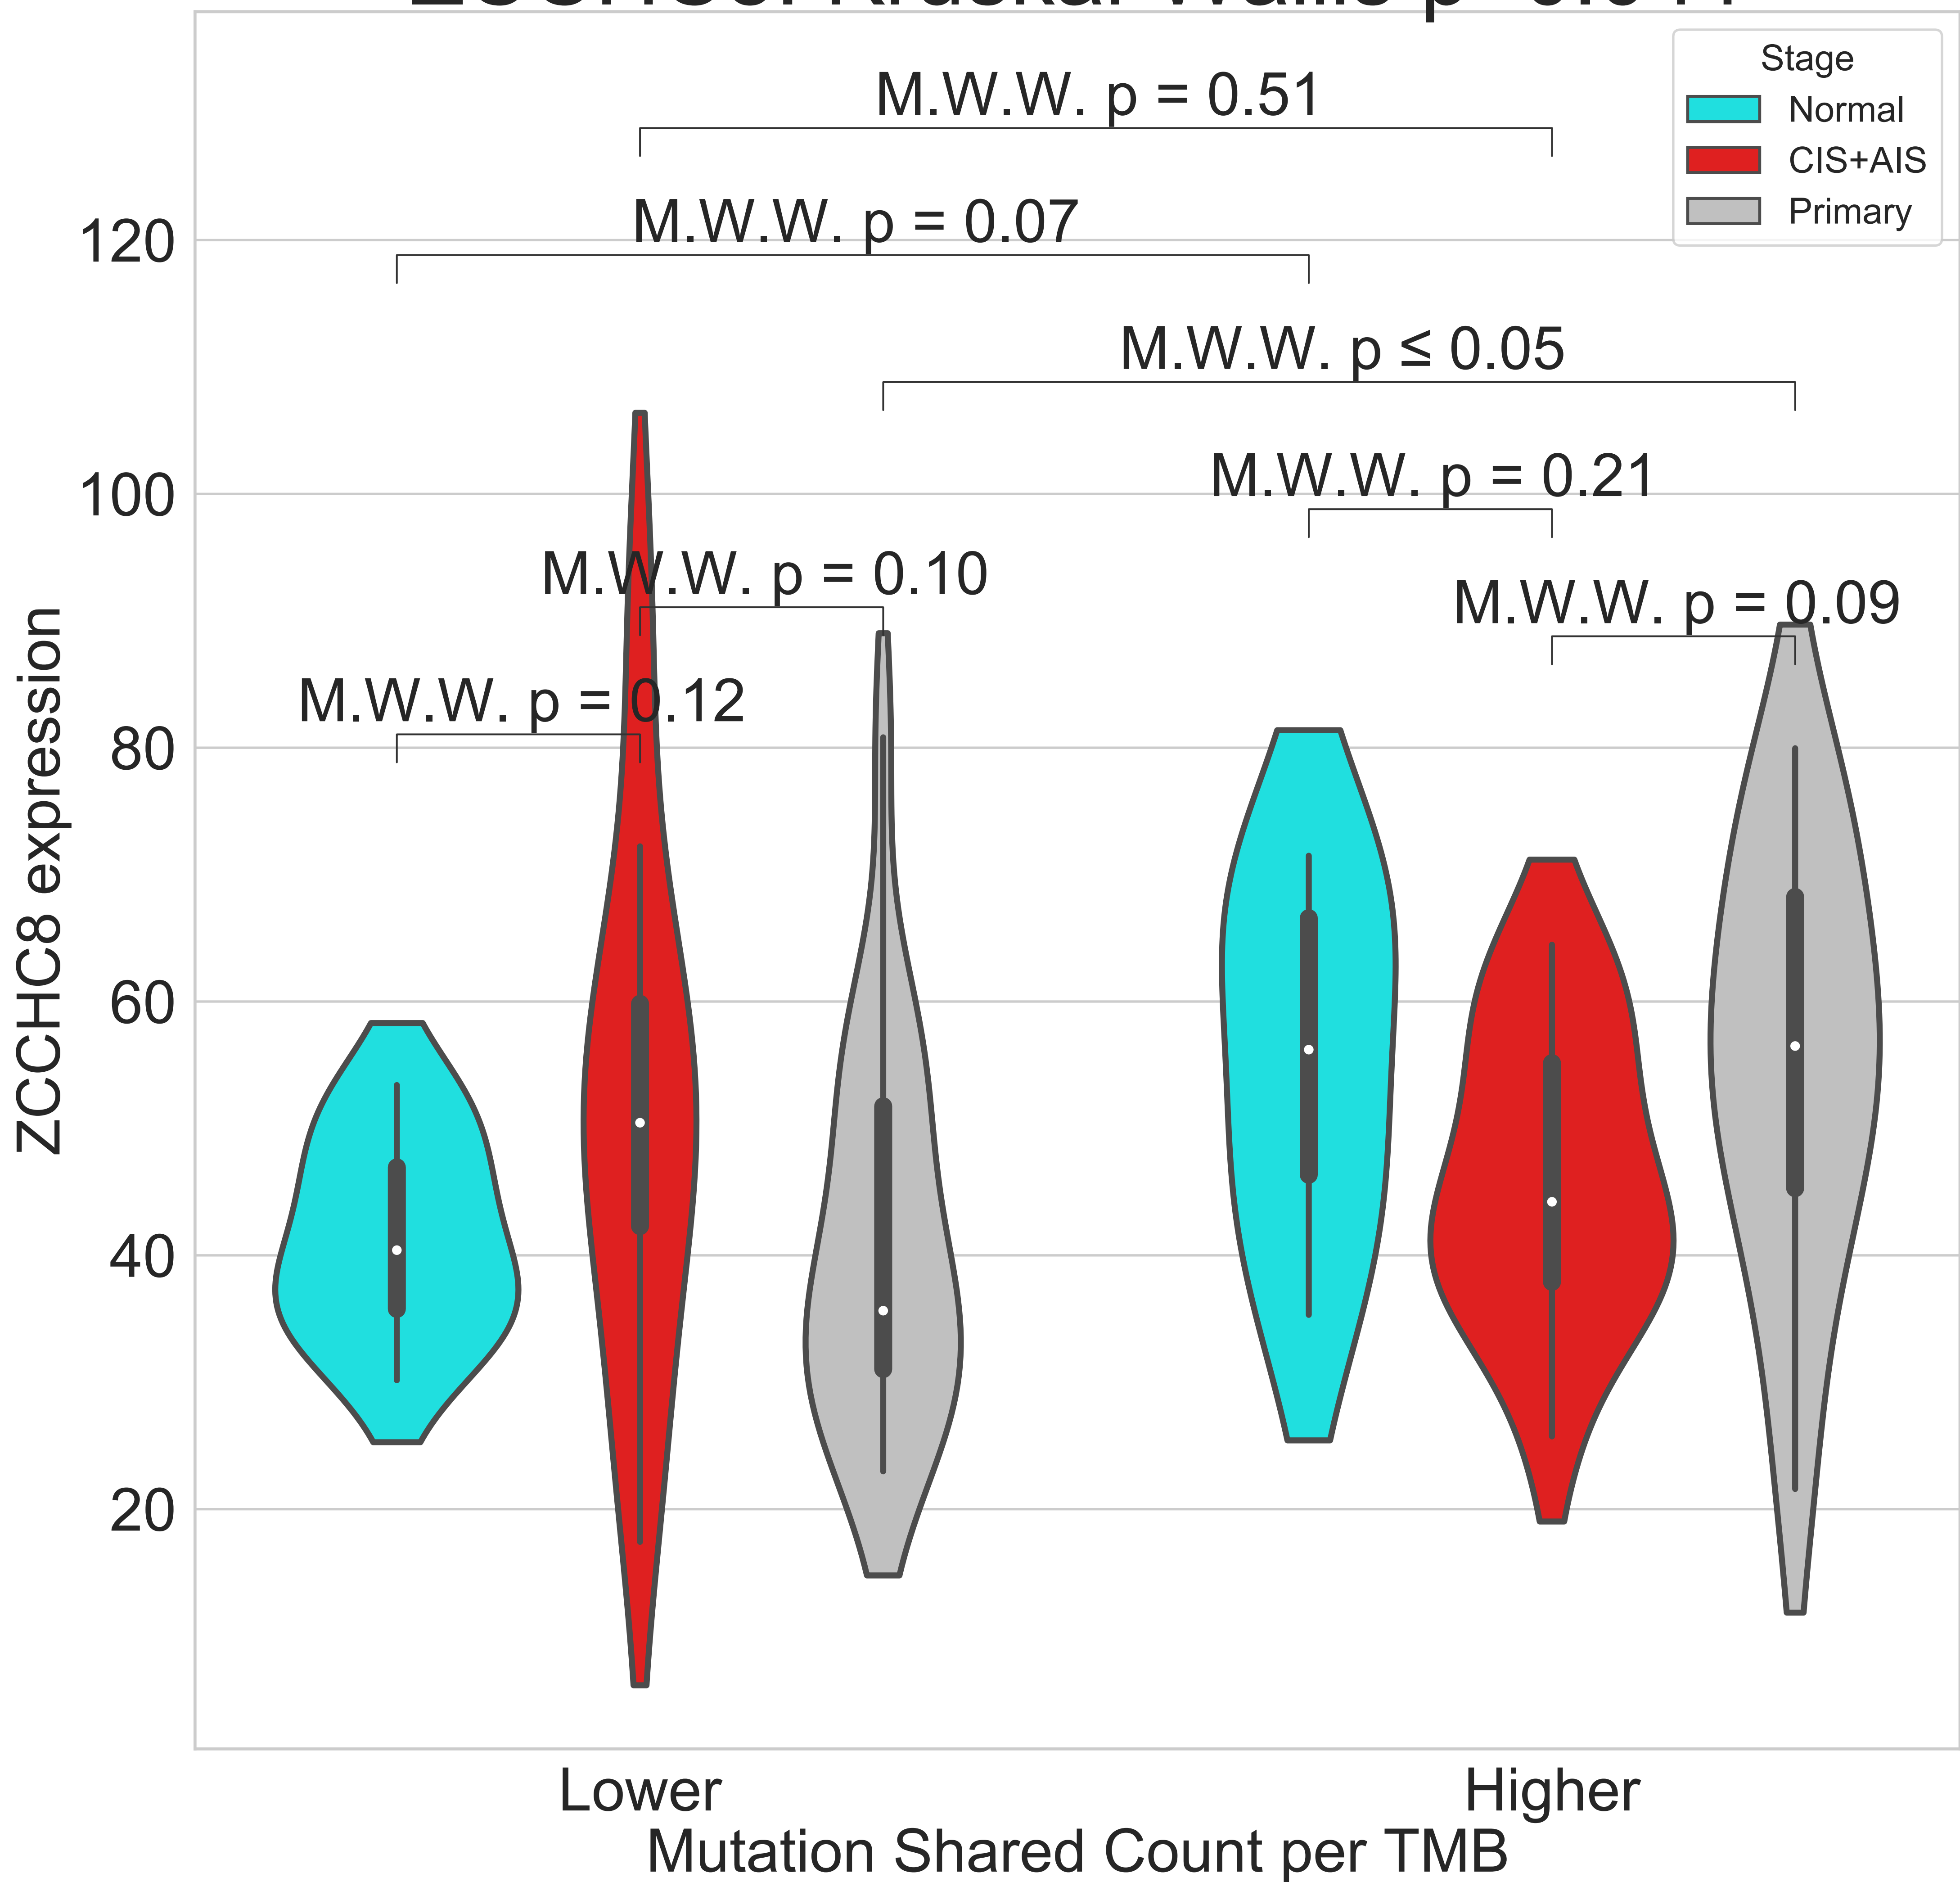 Stage
Normal
CIS+AIS
Primary
M.W.W. p = 0.51
M.W.W. p = 0.07
M.W.W. p ≤ 0.05
M.W.W. p = 0.21
M.W.W. p = 0.10
M.W.W. p = 0.09
M.W.W. p = 0.12
120
100
80
60
40
20
ZCCHC8 expression
Lower
Higher
Mutation Shared Count per TMB